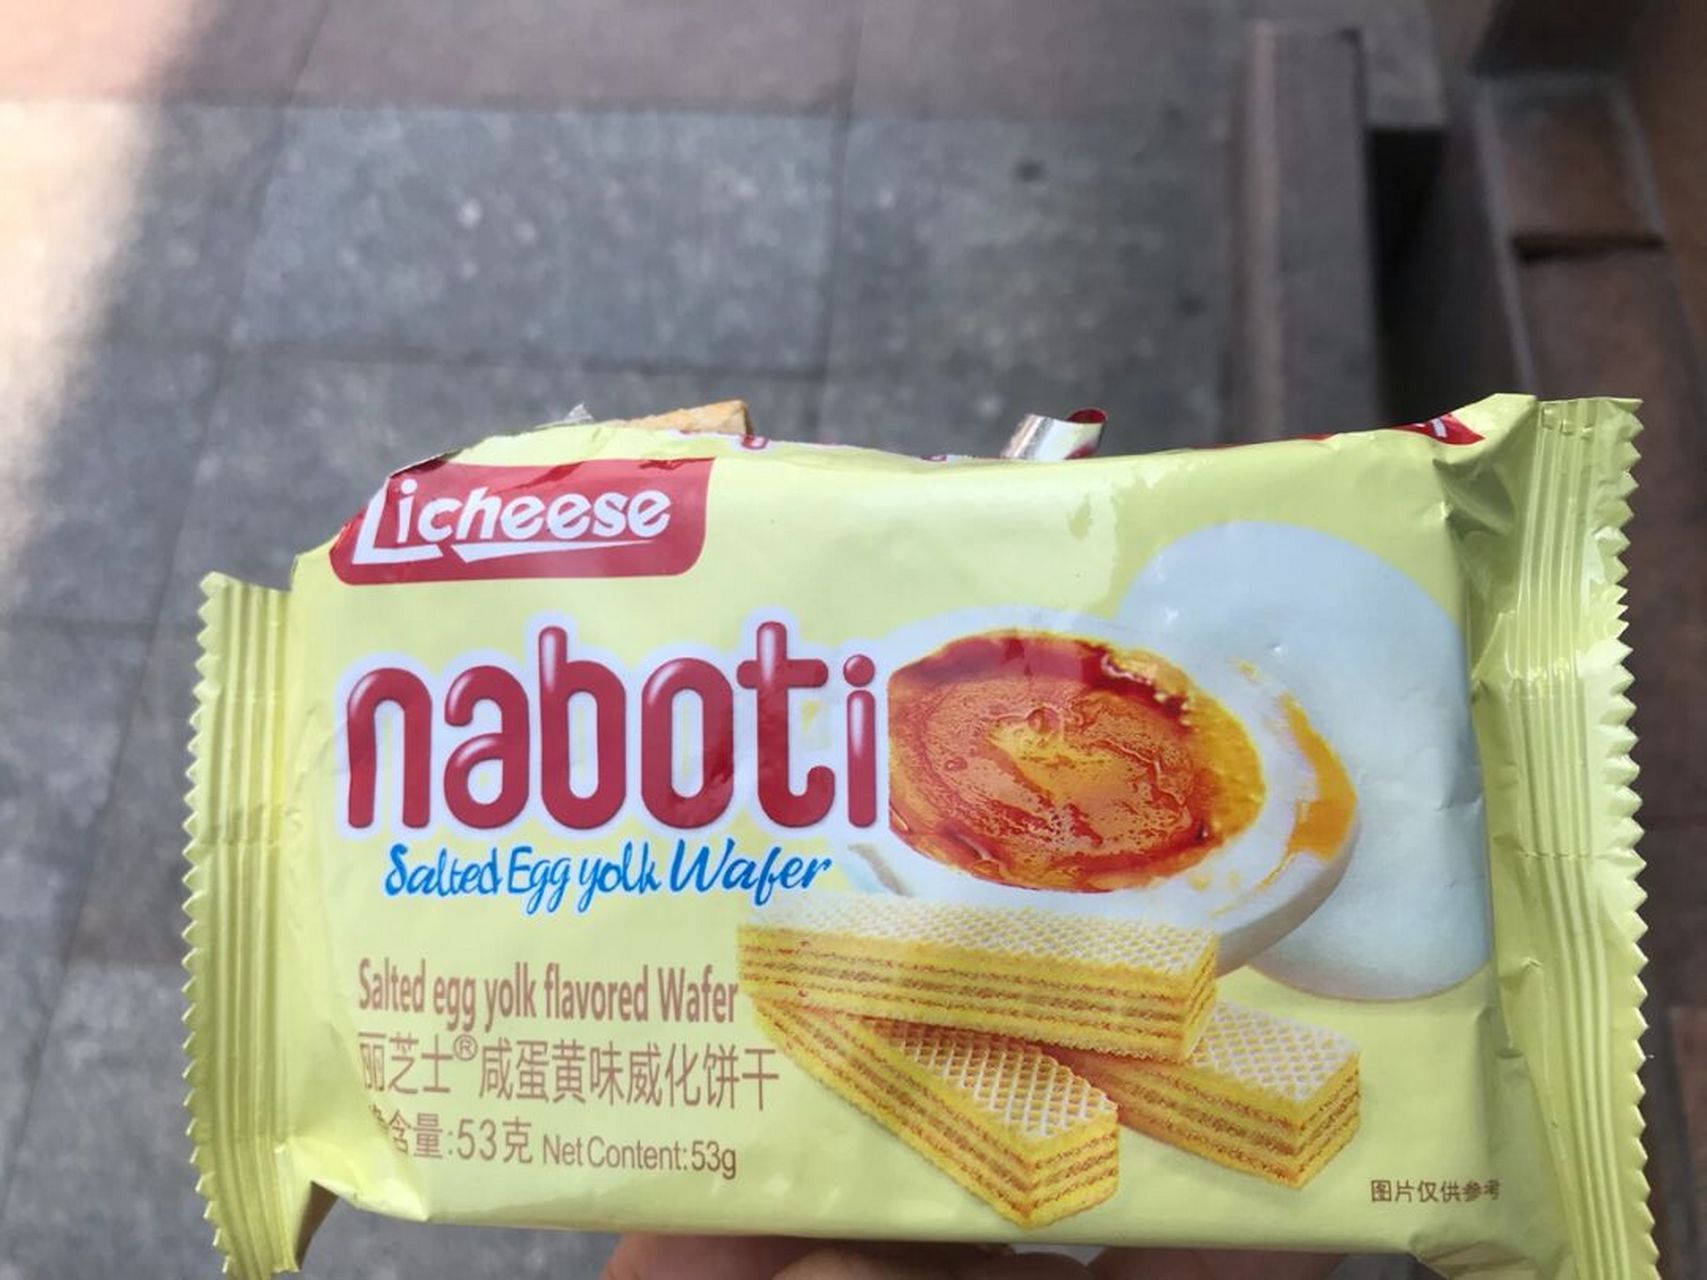 Licheese
naboti
Salted Egg yolk Wafer
Salted egg yolk flavored Wafer
丽芝士®咸蛋黄味威化饼干
净含量:53克 Net Content:53g
图片仅供参考